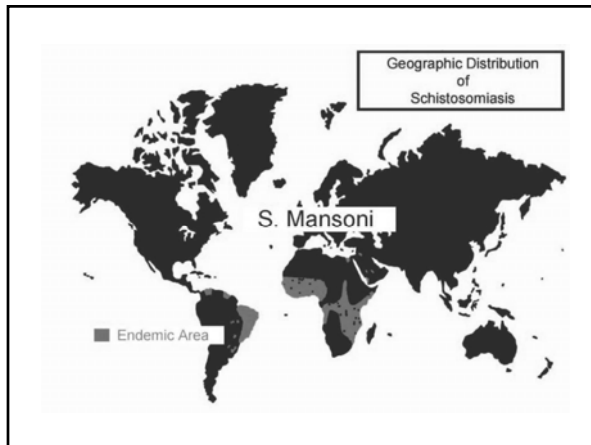 Geographic Distribution
of
Schistosomiasis
S. Mansoni
Endemic Area